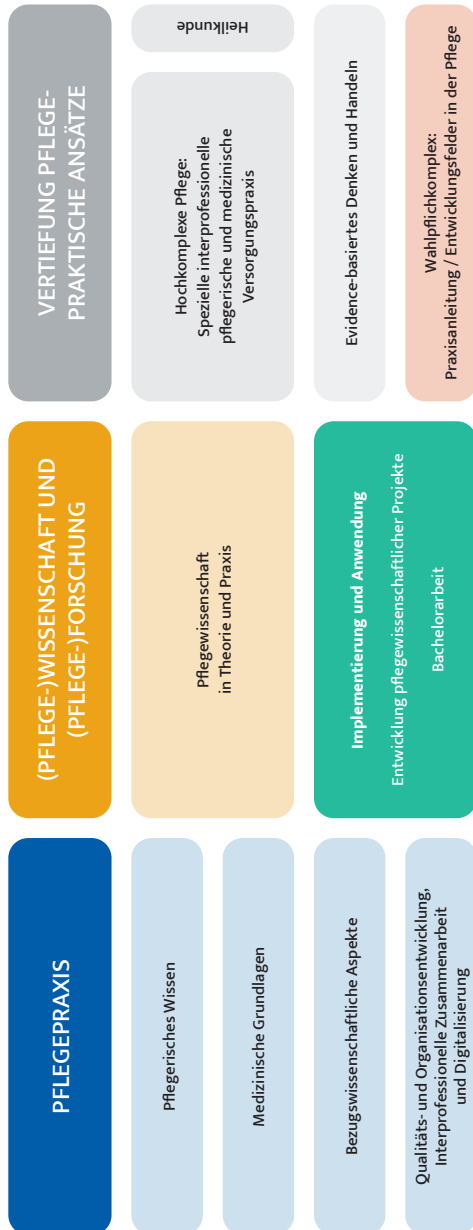 PFLEGEPRAXIS
Pflegerisches Wissen
Medizinische Grundlagen
Bezugswissenschaftliche Aspekte
Qualitäts- und Organisationsentwicklung,
Interprofessionelle Zusammenarbeit
und Digitalisierung
(PFLEGE-)WISSENSCHAFT UND
(PFLEGE-)FORSCHUNG
Pflegewissenschaft
in Theorie und Praxis
Implementierung und Anwendung
Entwicklung pflegewissenschaftlicher Projekte
Bachelorarbeit
VERTIEFUNG PFLEGE-
PRAKTISCHE ANSÄTZE
Hochkomplexe Pflege:
Spezielle interprofessionelle
pflegerische und medizinische
Versorgungspraxis
Heilkunde
Evidence-basiertes Denken und Handeln
Wahlpflichkomplex:
Praxisanleitung / Entwicklungsfelder in der Pflege